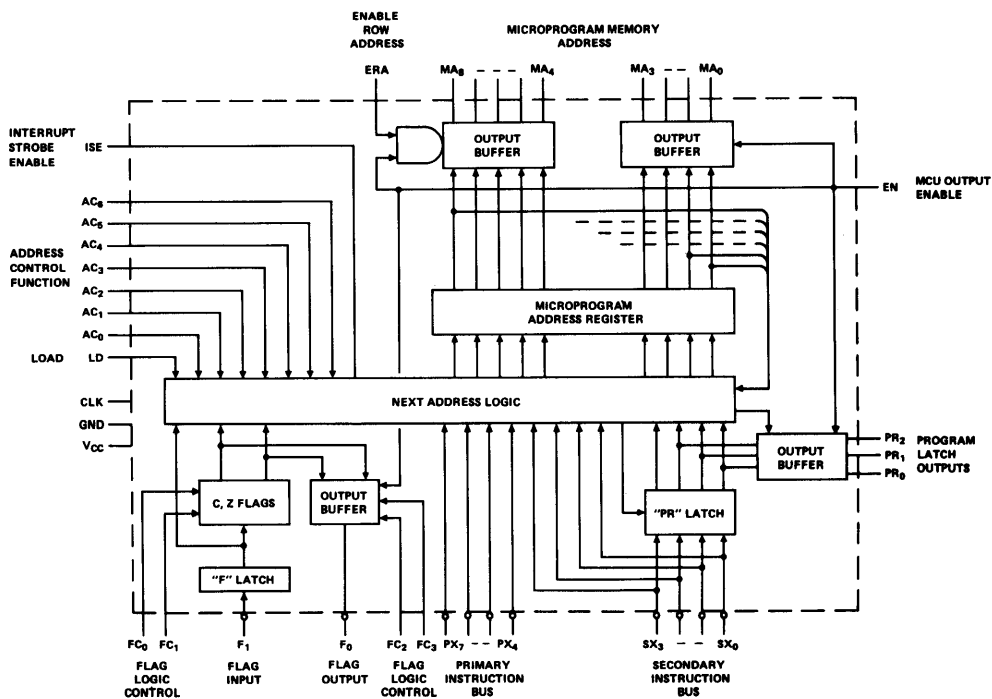 ENABLE
ROW
ADDRESS
MICROPROGRAM MEMORY
ADDRESS
ERA
MA8
MA4
MA3
MA0
INTERRUPT
STROBE
ENABLE
ISE
OUTPUT
BUFFER
OUTPUT
BUFFER
EN
MCU OUTPUT
ENABLE
AC6
AC5
AC4
AC3
AC2
AC1
AC0
ADDRESS
CONTROL
FUNCTION
MICROPROGRAM
ADDRESS REGISTER
LOAD
LD
CLK
GND
VCC
NEXT ADDRESS LOGIC
OUTPUT
BUFFER
PR2
PR1
PR0
PROGRAM
LATCH
OUTPUTS
C, Z FLAGS
OUTPUT
BUFFER
"PR" LATCH
"F" LATCH
FC0
FC1
F1
F0
FC2
FC3
PX7
PX4
SX3
SX0
FLAG
LOGIC
CONTROL
FLAG
INPUT
FLAG
OUTPUT
FLAG
LOGIC
CONTROL
PRIMARY
INSTRUCTION
BUS
SECONDARY
INSTRUCTION
BUS